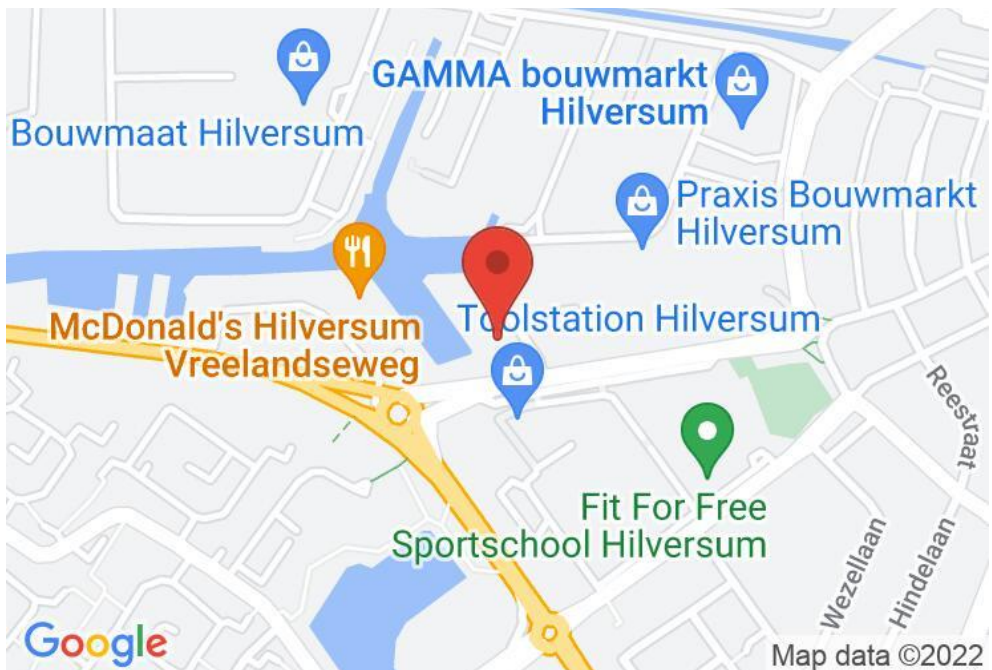 GAMMA bouwmarkt
Hilversum
Bouwmaat Hilversum
Praxis Bouwmarkt
Hilversum
McDonald's Hilversum
Vreelandseweg
Toolstation Hilversum
Reestraat
Fit For Free
Sportschool Hilversum
Wezellaan
Hindelaan
Google
Map data ©2022